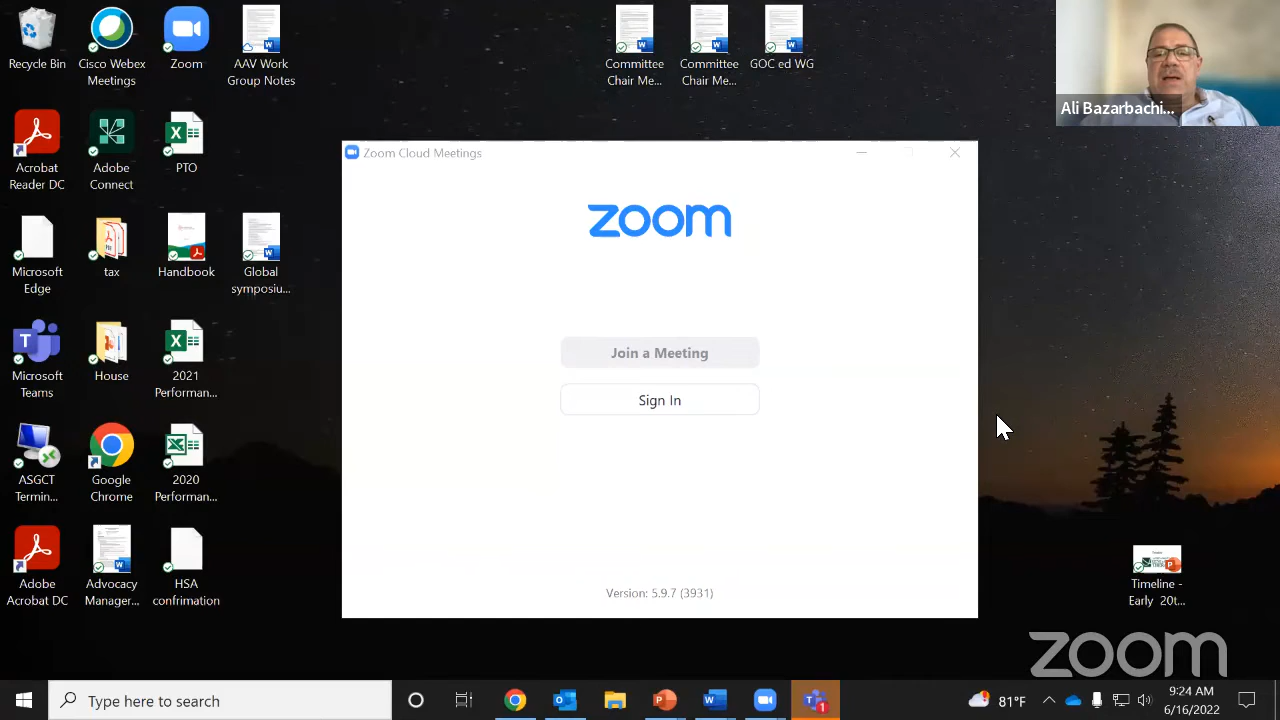 Recycle Bin
Cisco Webex
Meetings
Zoom
AAV Work
Group Notes
Committee
Chair Me...
Committee
Chair Me...
GOC ed WG
Ali Bazarbachi...
Acrobat
Reader DC
Adobe
Connect
PTO
Microsoft
Edge
tax
Handbook
Global
symposiu...
Microsoft
Teams
House
2021
Performan...
ASGCT
Termin...
Google
Chrome
2020
Performan...
Adobe
Acrobat DC
Advocacy
Manager...
HSA
confrimation
Zoom Cloud Meetings
zoom
Join a Meeting
Sign In
Version: 5.9.7 (3931)
Timeline -
Early 20t...
zoom
Type here to search
1
81°F
9:24 AM
6/16/2022